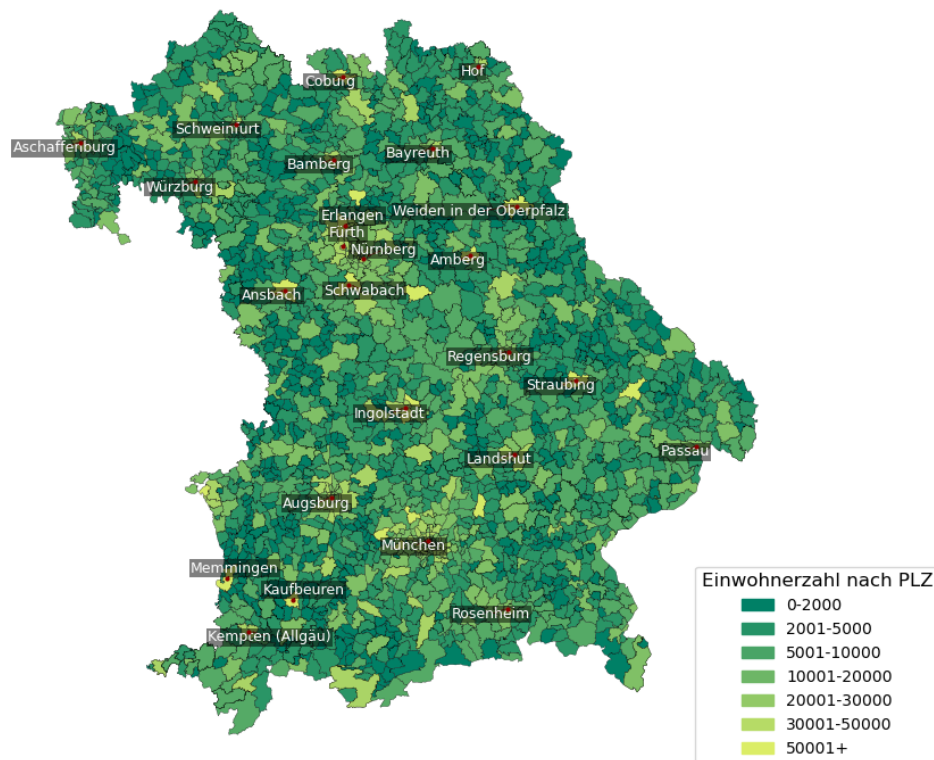 Coburg
Hof
Schweinfurt
Aschaffenburg
Bamberg
Bayreuth
Würzburg
Erlangen
Weiden in der Oberpfalz
Fürth
Nürnberg
Amberg
Ansbach
Schwabach
Regensburg
Straubing
Ingolstadt
Landshut
Passau
Augsburg
München
Memmingen
Kaufbeuren
Rosenheim
Kempten (Allgäu)
Einwohnerzahl nach PLZ
0-2000
2001-5000
5001-10000
10001-20000
20001-30000
30001-50000
50001+